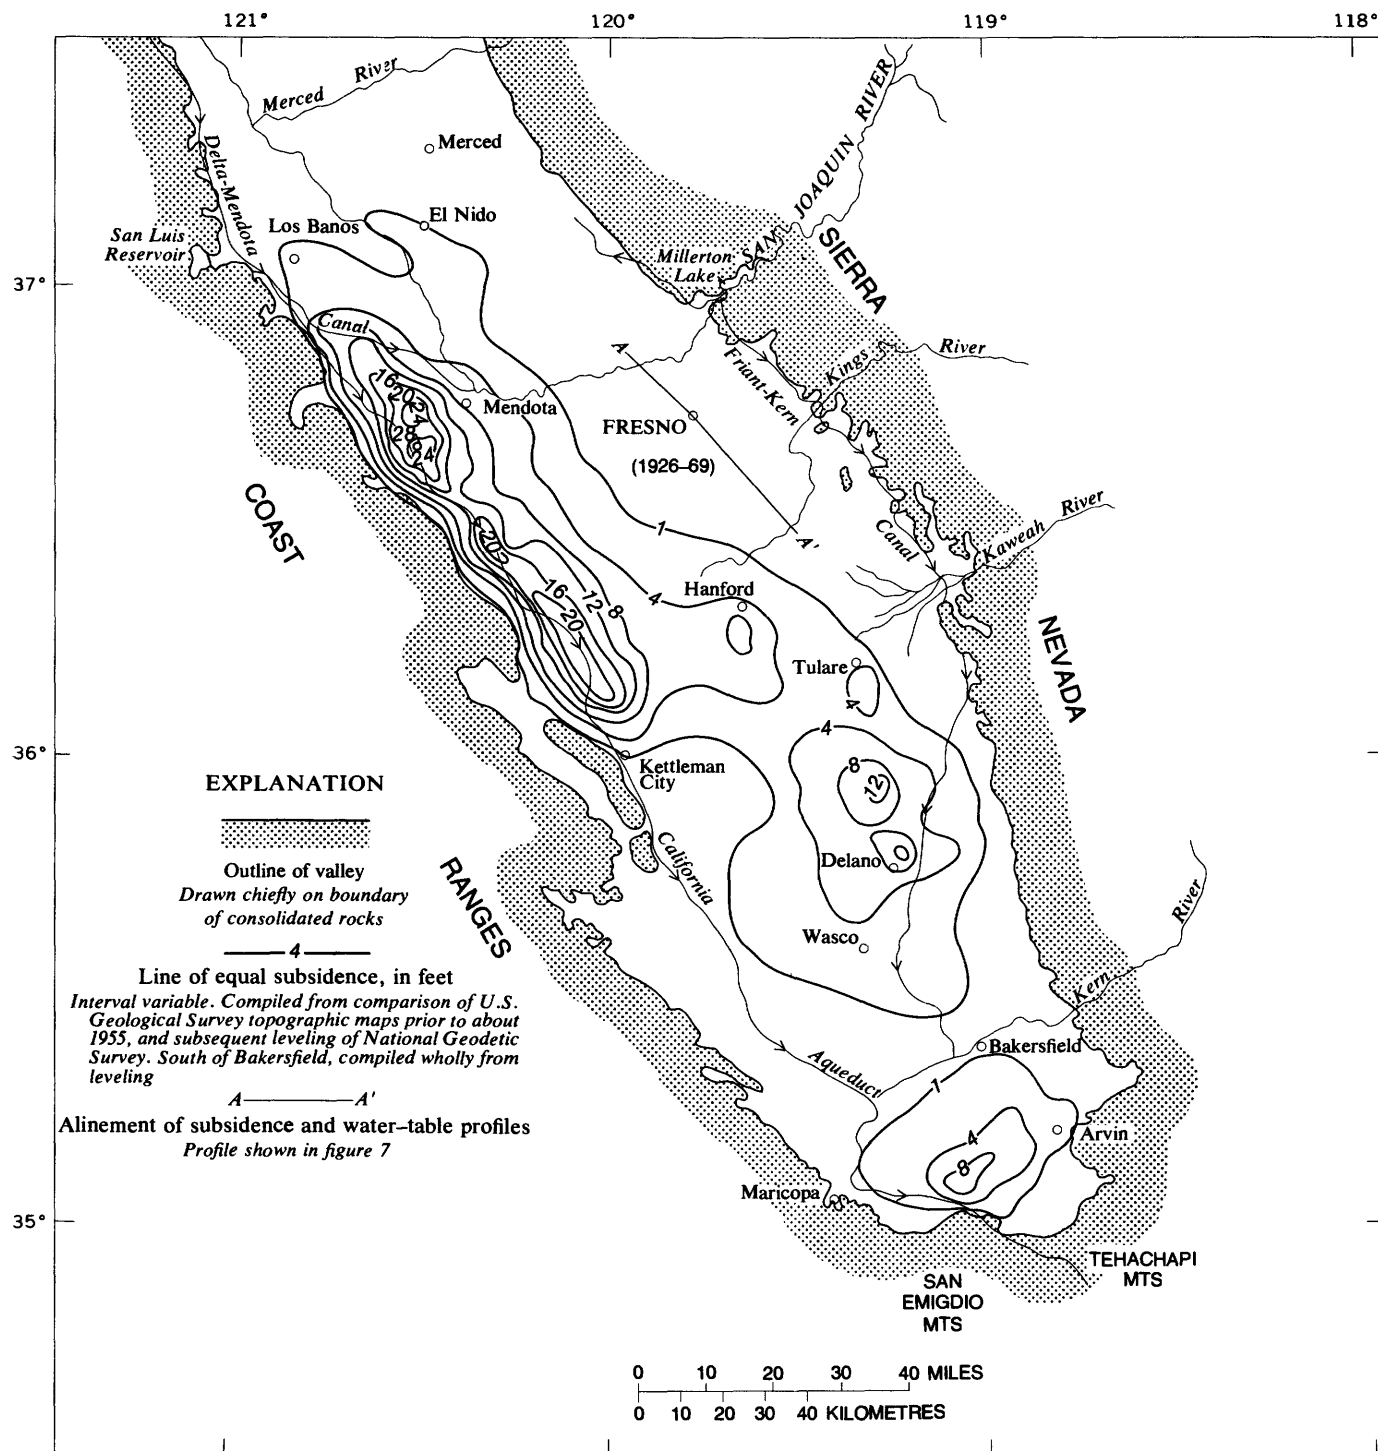 121°
120°
119°
118°
Merced River
Merced
Delta-Mendota
SAN JOAQUIN RIVER
El Nido
Los Banos
San Luis
Reservoir
Millerton
Lake
SIERRA
37°
Canal
A
Friant-Kern
Kings River
16
20
24
Mendota
FRESNO
28
24
(1926–69)
COAST
1
River
Kaweah
Canal
20
A'
Hanford
16
12
8
4
20
NEVADA
Tulare
4
4
36°
Kettleman
City
8
12
EXPLANATION
California
Delano
RANGES
Outline of valley
Drawn chiefly on boundary
of consolidated rocks
River
Wasco
4
Line of equal subsidence, in feet
Interval variable. Compiled from comparison of U.S.
Geological Survey topographic maps prior to about
1955, and subsequent leveling of National Geodetic
Survey. South of Bakersfield, compiled wholly from
leveling
Kern
Bakersfield
Aqueduct
1
A A'
Alinement of subsidence and water–table profiles
Profile shown in figure 7
4
Arvin
8
Maricopa
35°
TEHACHAPI
MTS
SAN
EMIGDIO
MTS
0 10 20 30 40 MILES
0 10 20 30 40 KILOMETRES